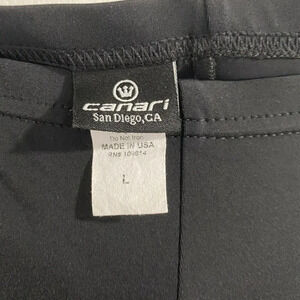 canari
San Diego, CA
Do Not Iron
MADE IN USA
RN# 109814
L